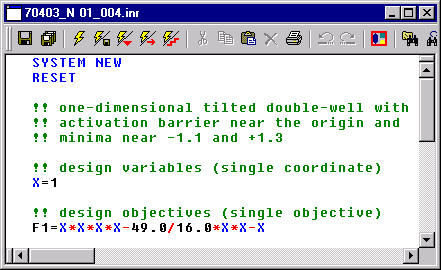 70403_N 01_004.inr
SYSTEM NEW
RESET
!! one-dimensional tilted double-well with
!! activation barrier near the origin and
!! minima near -1.1 and +1.3
!! design variables (single coordinate)
X=1
!! design objectives (single objective)
F1=X*X*X*X-49.0/16.0*X*X-X